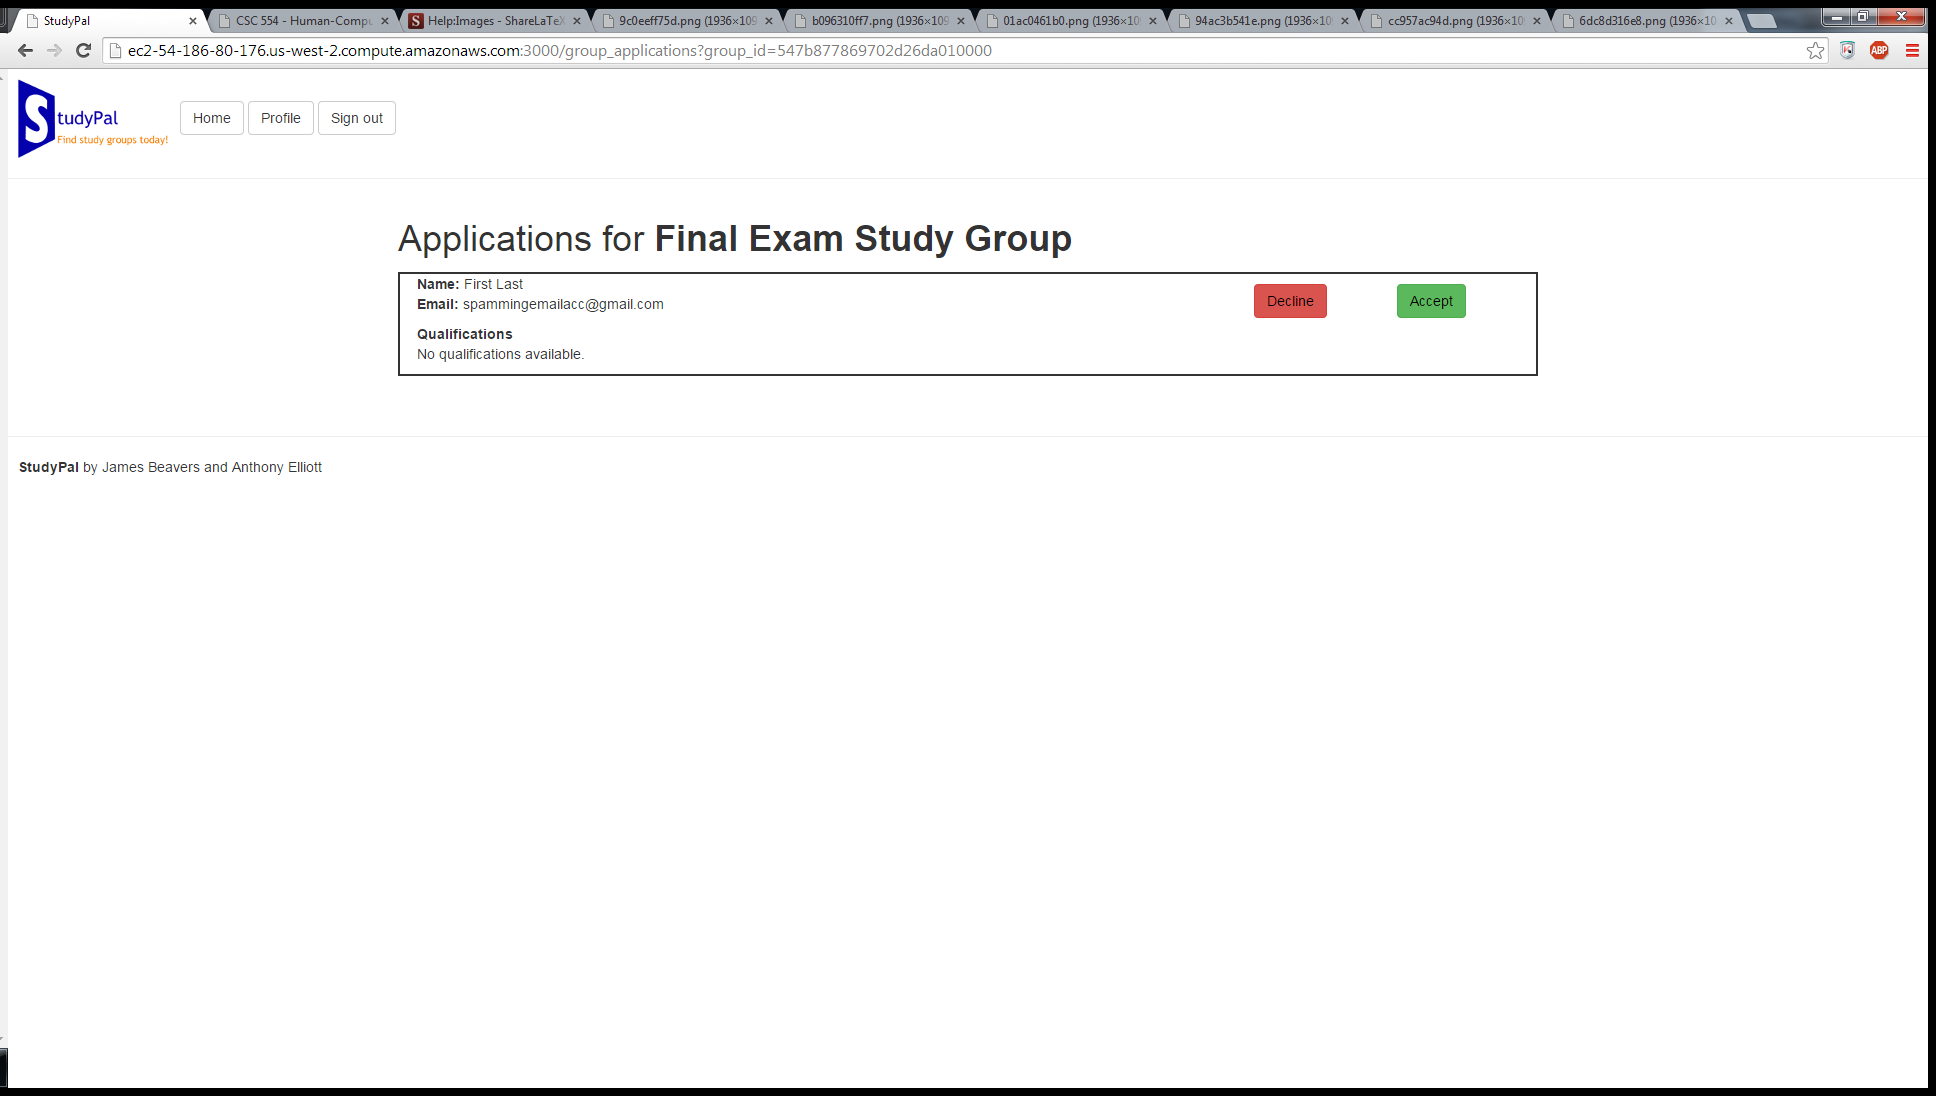 StudyPal
CSC 554 - Human-Compu
Help:Images - ShareLaTeX
9c0eeff75d.png (1936×109
b096310ff7.png (1936×109
01ac0461b0.png (1936×10
94ac3b541e.png (1936×10
cc957ac94d.png (1936×10
6dc8d316e8.png (1936×10
ec2-54-186-80-176.us-west-2.compute.amazonaws.com:3000/group_applications?group_id=547b877869702d26da010000
ABP
StudyPal
Find study groups today!
Home Profile Sign out
Applications for Final Exam Study Group
Name: First Last
Email: spammingemailacc@gmail.com
Decline Accept
Qualifications
No qualifications available.
StudyPal by James Beavers and Anthony Elliott